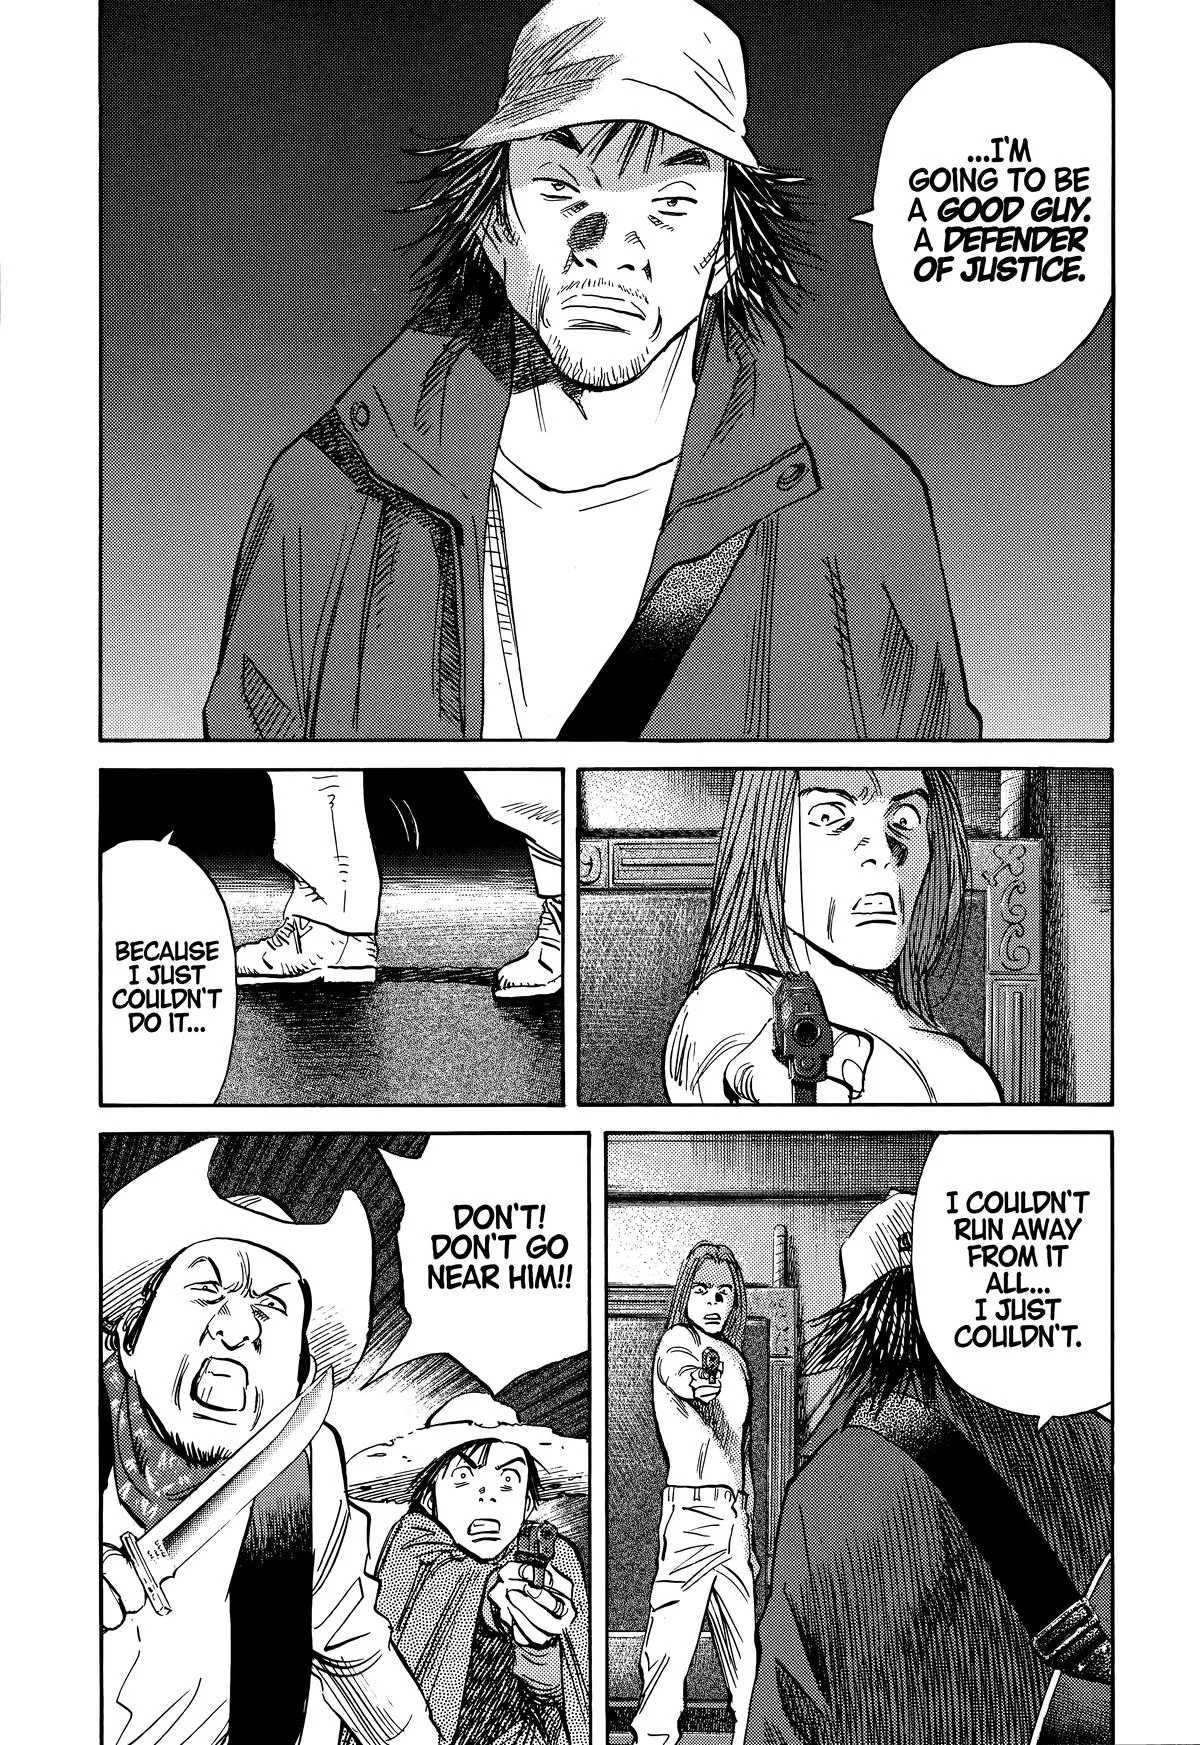 ...I'M
GOING TO BE
A GOOD GUY.
A DEFENDER
OF JUSTICE.
BECAUSE
I JUST
COULDN'T
DO IT...
I COULDN'T
RUN AWAY
FROM IT
ALL...
I JUST
COULDN'T.
DON'T!
DON'T GO
NEAR HIM!!